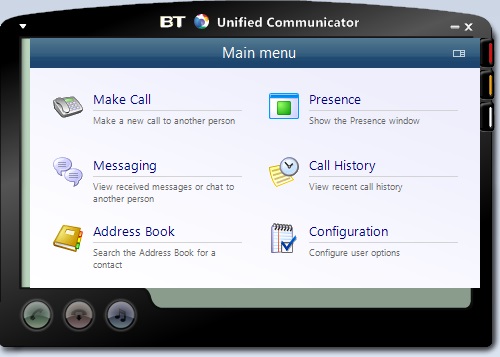 BT Unified Communicator
Main menu
Make Call
Make a new call to another person
Presence
Show the Presence window
Messaging
View received messages or chat to
another person
Call History
View recent call history
Address Book
Search the Address Book for a
contact
Configuration
Configure user options